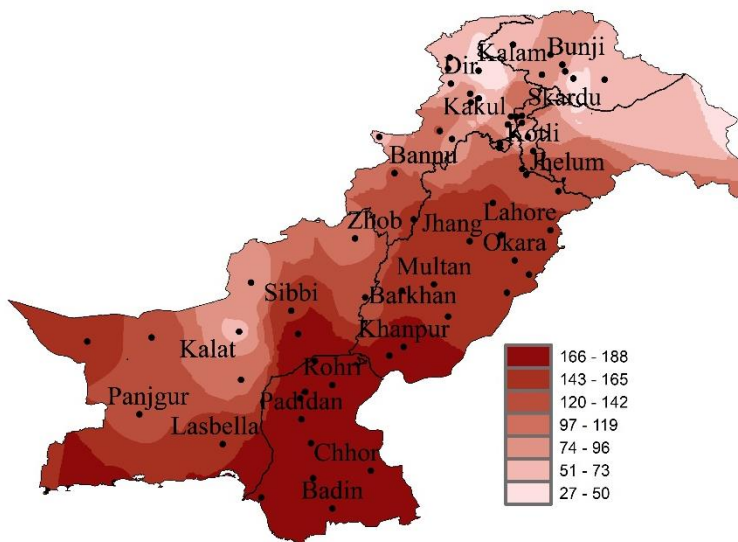 Kalam
Bunji
Dir
Skardu
Kakul
Kotli
Bannu
Jhelum
Zhob
Jhang
Lahore
Okara
Multan
Sibbi
Barkhan
Kalat
Khanpur
Rohri
Panjgur
Padidan
Lasbella
Chhor
Badin
166 - 188
143 - 165
120 - 142
97 - 119
74 - 96
51 - 73
27 - 50